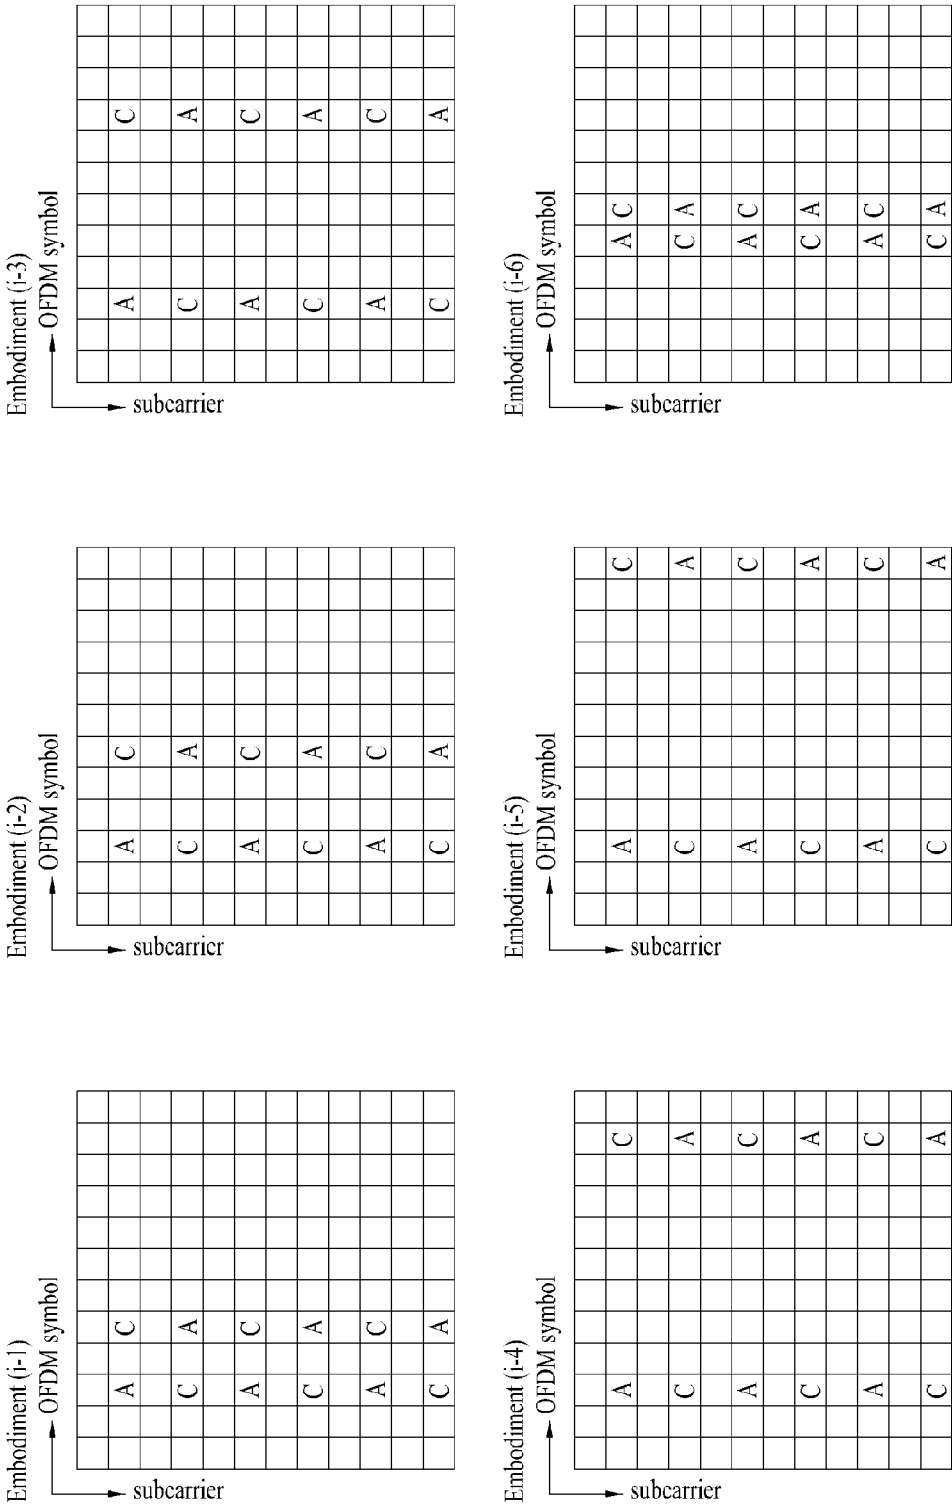 Embodiment (i-1)
OFDM symbol
subcarrier
A C
C A
A C
C A
A C
C A
Embodiment (i-2)
OFDM symbol
subcarrier
A C
C A
A C
C A
A C
C A
Embodiment (i-3)
OFDM symbol
subcarrier
A C
C A
A C
C A
A C
C A
Embodiment (i-4)
OFDM symbol
subcarrier
A C
C A
A C
C A
A C
C A
Embodiment (i-5)
OFDM symbol
subcarrier
A C
C A
A C
C A
A C
C A
Embodiment (i-6)
OFDM symbol
subcarrier
A C
C A
A C
C A
A C
C A